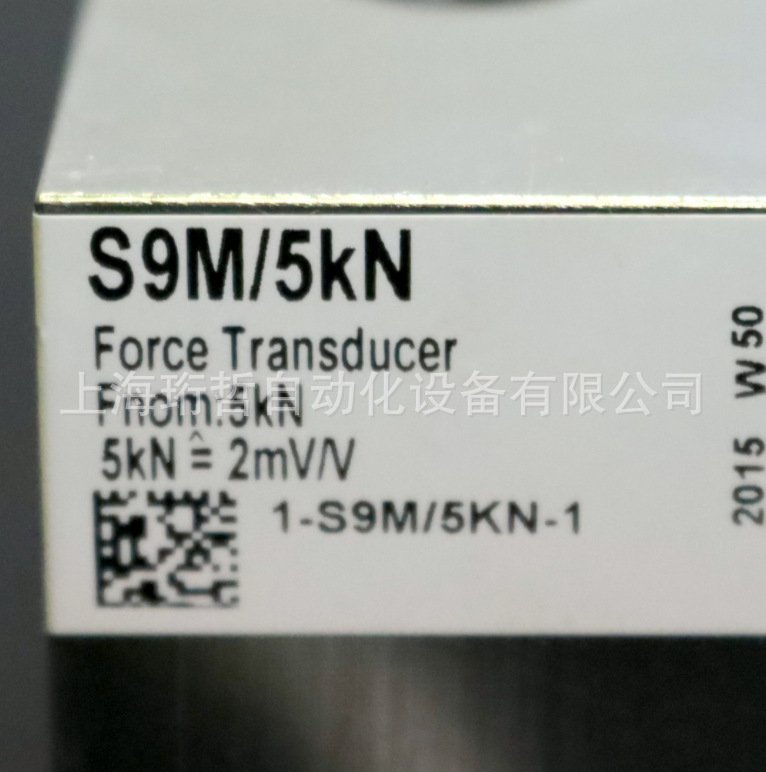 S9M/5kN
Force Transducer
上海珩哲自动化设备有限公司
Fnom:5kN
5kN ≙ 2mV/V
1-S9M/5KN-1
2015 W50